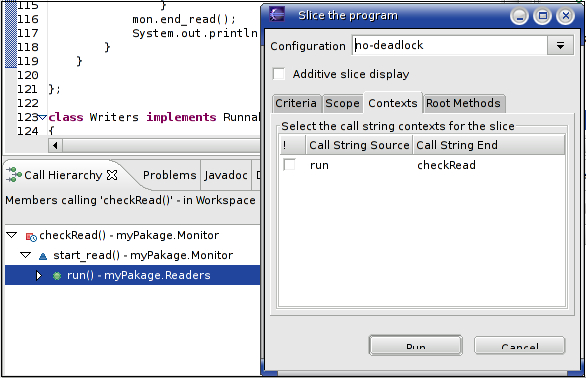 115 }
116 mon.end_read();
117 System.out.println
118 }
119 }
120
121 };
122
123 class Writers implements Runnal
124 {
Call Hierarchy
Problems
Javadoc
Members calling 'checkRead()' - in Workspace
checkRead() - myPakage.Monitor
start_read() - myPakage.Monitor
run() - myPakage.Readers
Slice the program
Configuration
no-deadlock
Additive slice display
Criteria
Scope
Contexts
Root Methods
Select the call string contexts for the slice
! Call String Source Call String End
run checkRead
Run
Cancel